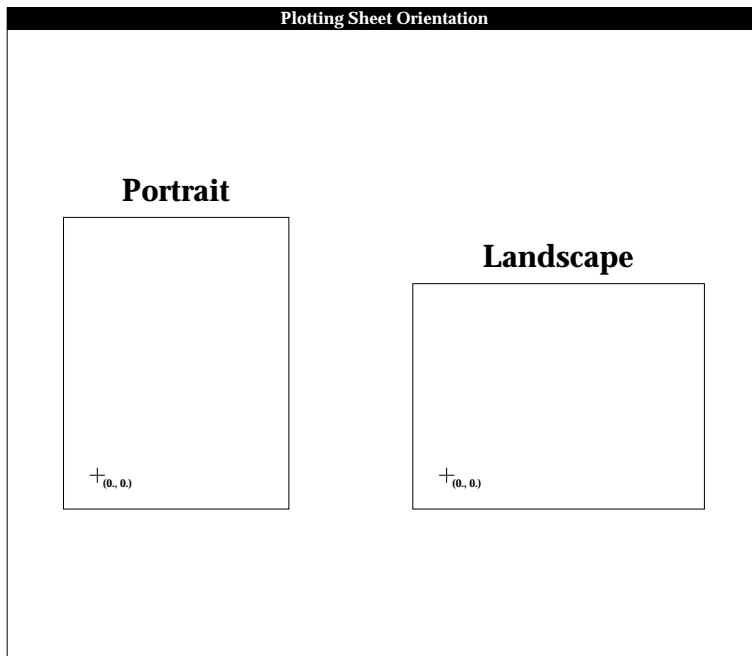 Plotting Sheet Orientation
Portrait
Landscape
(0., 0.)
(0., 0.)